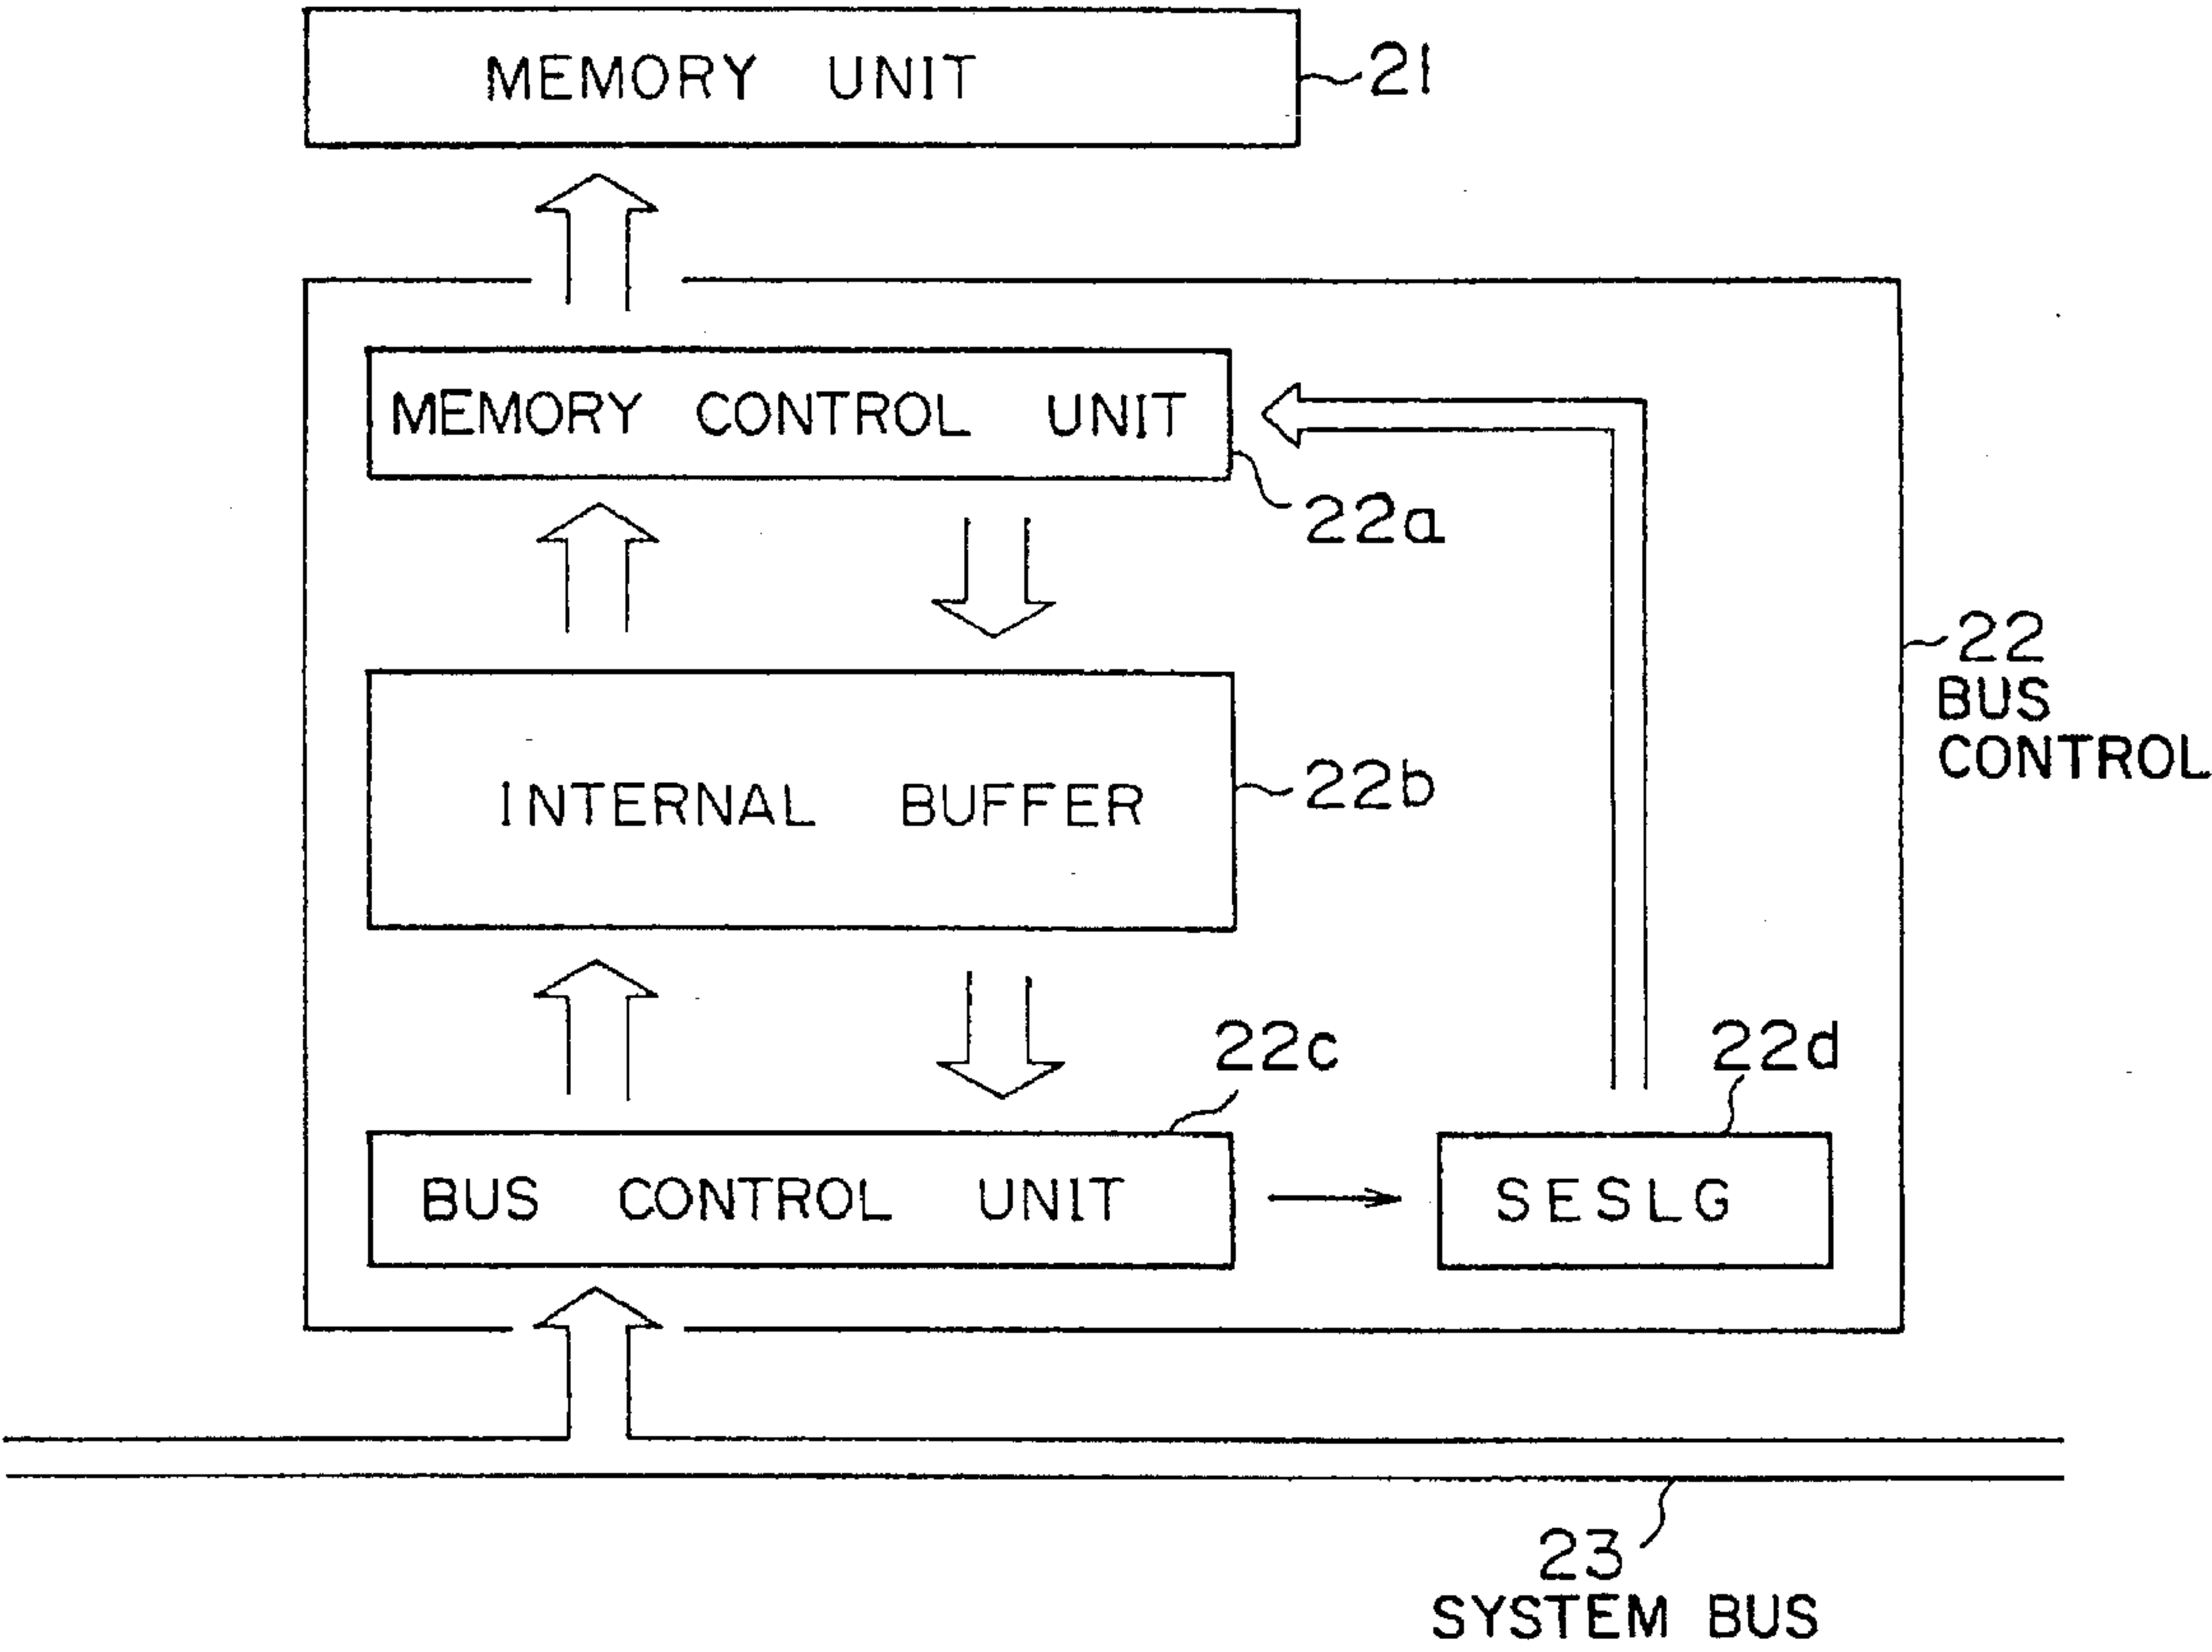 MEMORY UNIT
21
MEMORY CONTROL UNIT
22a
22
BUS
CONTROL
INTERNAL BUFFER
22b
22c
22d
BUS CONTROL UNIT
SESLG
23
SYSTEM BUS